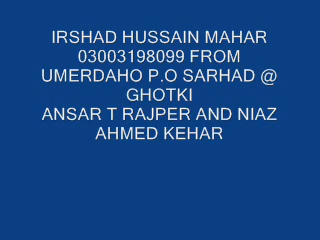 IRSHAD HUSSAIN MAHAR
03003198099 FROM
UMERDAHO P.O SARHAD @
GHOTKI
ANSAR T RAJPER AND NIAZ
AHMED KEHAR